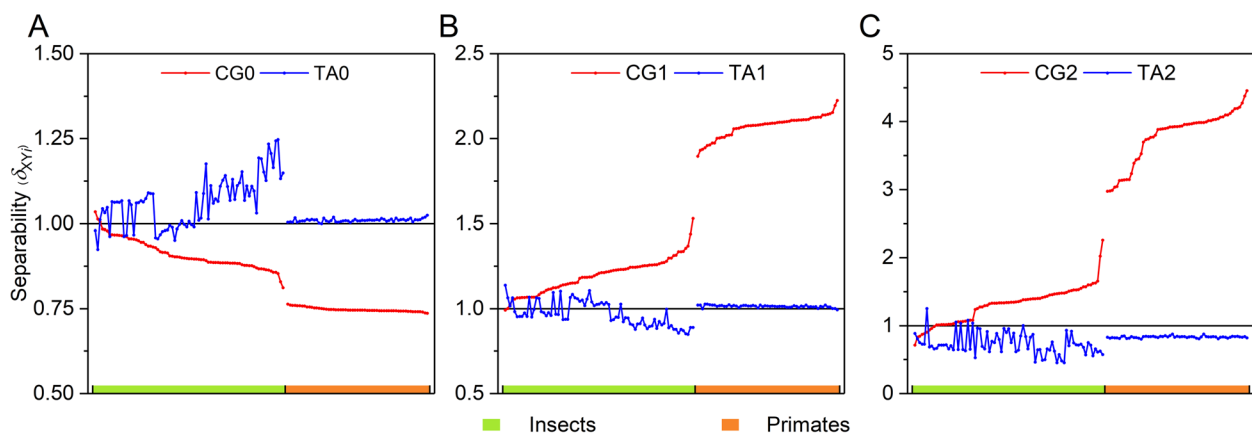 A
B
C
1.50
1.25
1.00
0.75
0.50
Separability (δXYi)
CG0 TA0
2.5
2.0
1.5
1.0
0.5
CG1 TA1
5
4
3
2
1
0
CG2 TA2
Insects Primates